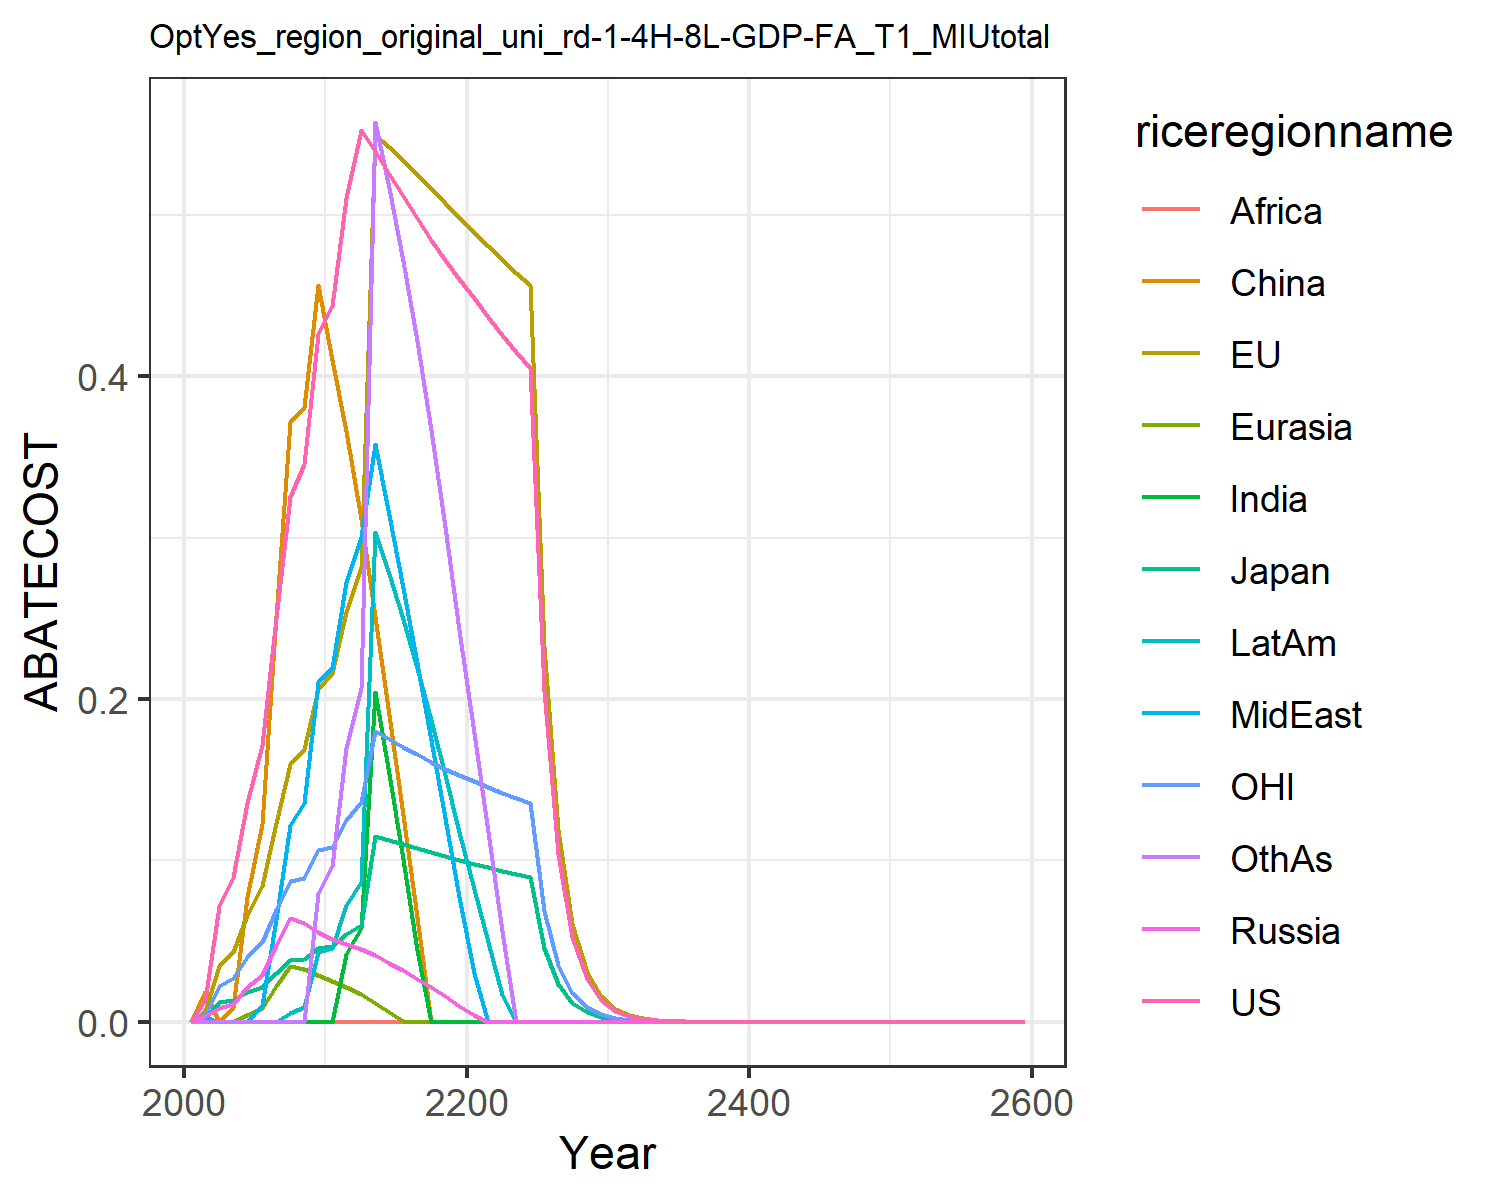 OptYes_region_original_uni_rd-1-4H-8L-GDP-FA_T1_MIUtotal
ABATECOST
0.4
0.2
0.0
2000
2200
2400
2600
Year
riceregionname
Africa
China
EU
Eurasia
India
Japan
LatAm
MidEast
OHI
OthAs
Russia
US